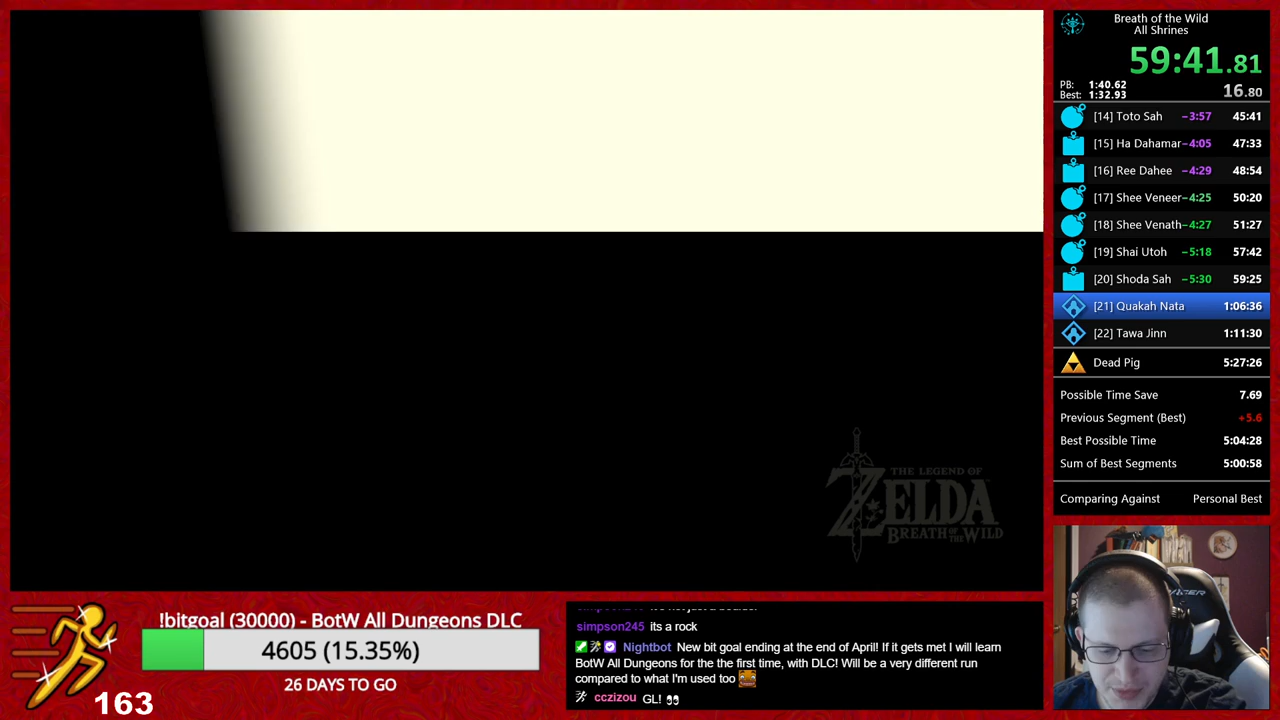 Breath of the Wild
All Shrines
59:41.81
PB: 1:40.62
Best: 1:32.93
16.80
[14] Toto Sah -3:57 45:41
[15] Ha Dahamar -4:05 47:33
[16] Ree Dahee -4:29 48:54
[17] Shee Veneer -4:25 50:20
[18] Shee Venath -4:27 51:27
[19] Shai Utoh -5:18 57:42
[20] Shoda Sah -5:30 59:25
[21] Quakah Nata 1:06:36
[22] Tawa Jinn 1:11:30
Dead Pig 5:27:26
Possible Time Save 7.69
Previous Segment (Best) +5.6
Best Possible Time 5:04:28
Sum of Best Segments 5:00:58
Comparing Against Personal Best
THE LEGEND OF
ZELDA
BREATH OF THE WILD
163
!bitgoal (30000) - BotW All Dungeons DLC
4605 (15.35%)
26 DAYS TO GO
simpson245 its a rock
Nightbot New bit goal ending at the end of April! If it gets met I will learn
BotW All Dungeons for the the first time, with DLC! Will be a very different run
compared to what I'm used too
cczizou GL!